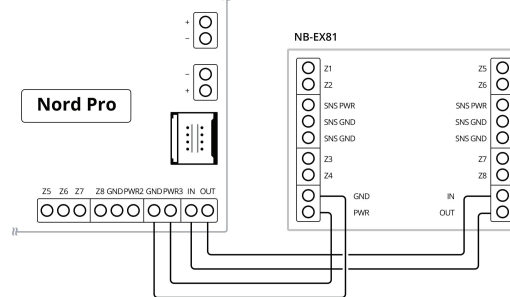 +
−
−
+
Nord Pro
Z5 Z6 Z7 Z8 GND PWR2 GND PWR3 IN OUT
NB-EX81
Z1
Z2
SNS PWR
SNS GND
SNS GND
Z3
Z4
GND
PWR
Z5
Z6
SNS PWR
SNS GND
SNS GND
Z7
Z8
IN
OUT